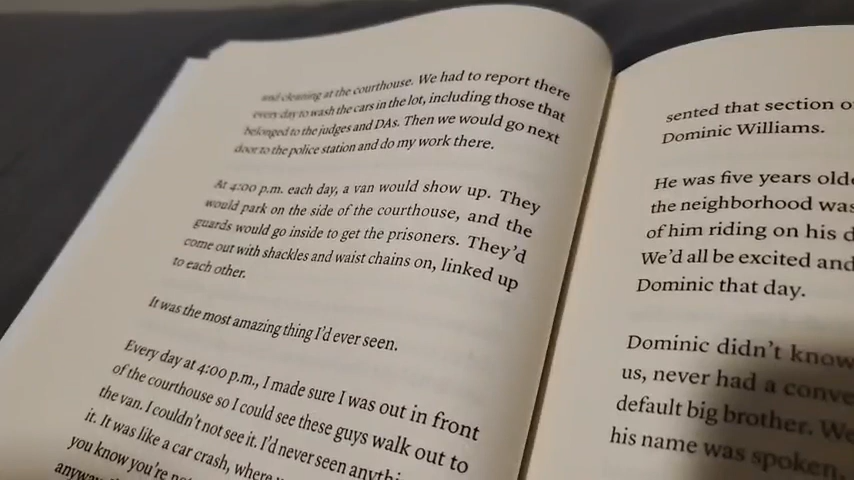 and cleaning at the courthouse. We had to report there
every day to wash the cars in the lot, including those that
belonged to the judges and DAs. Then we would go next
door to the police station and do my work there.
At 4:00 p.m. each day, a van would show up. They
would park on the side of the courthouse, and the
guards would go inside to get the prisoners. They'd
come out with shackles and waist chains on, linked up
to each other.
It was the most amazing thing I'd ever seen.
Every day at 4:00 p.m., I made sure I was out in front
of the courthouse so I could see these guys walk out to
the van. I couldn't not see it. I'd never seen anythi
it. It was like a car crash, where
you know you're no
anyway.
sented that section o
Dominic Williams.
He was five years olde
the neighborhood was
of him riding on his d
We'd all be excited and
Dominic that day.
Dominic didn't know
us, never had a conve
default big brother. We
his name was spoken,